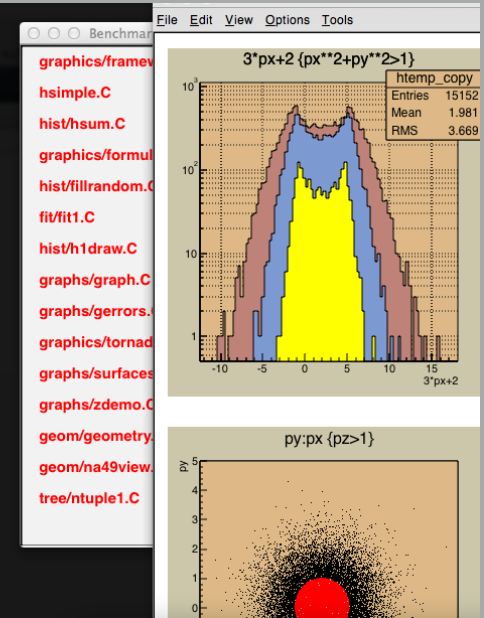 Benchmar
graphics/framew
hsimple.C
hist/hsum.C
graphics/formul
hist/fillrandom.C
fit/fit1.C
hist/h1draw.C
graphs/graph.C
graphs/gerrors.
graphics/tornad
graphs/surfaces
graphs/zdemo.C
geom/geometry.
geom/na49view.
tree/ntuple1.C
File Edit View Options Tools
3*px+2 {px**2+py**2>1}
htemp_copy
Entries 15152
Mean 1.981
RMS 3.669
10³
10²
10
1
-10 -5 0 5 10 15
3*px+2
py:px {pz>1}
py
5
4
3
2
1
0